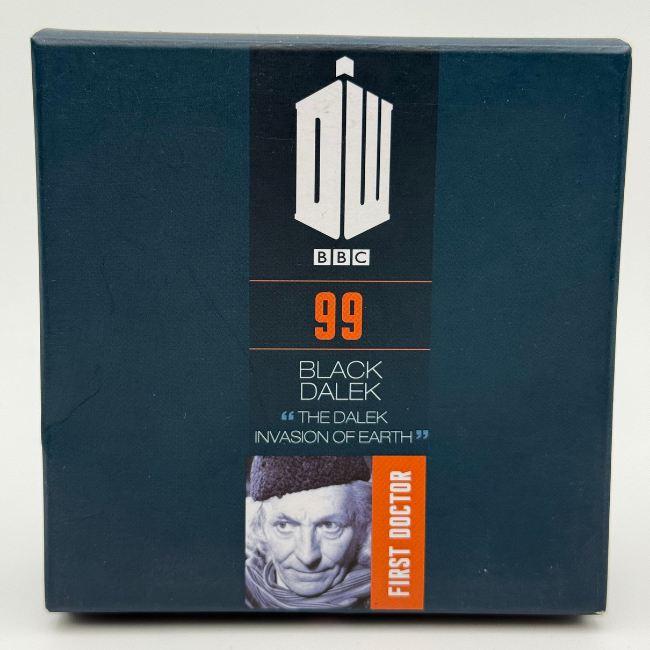 DW
BBC
99
BLACK
DALEK
“ THE DALEK
INVASION OF EARTH ”
FIRST DOCTOR